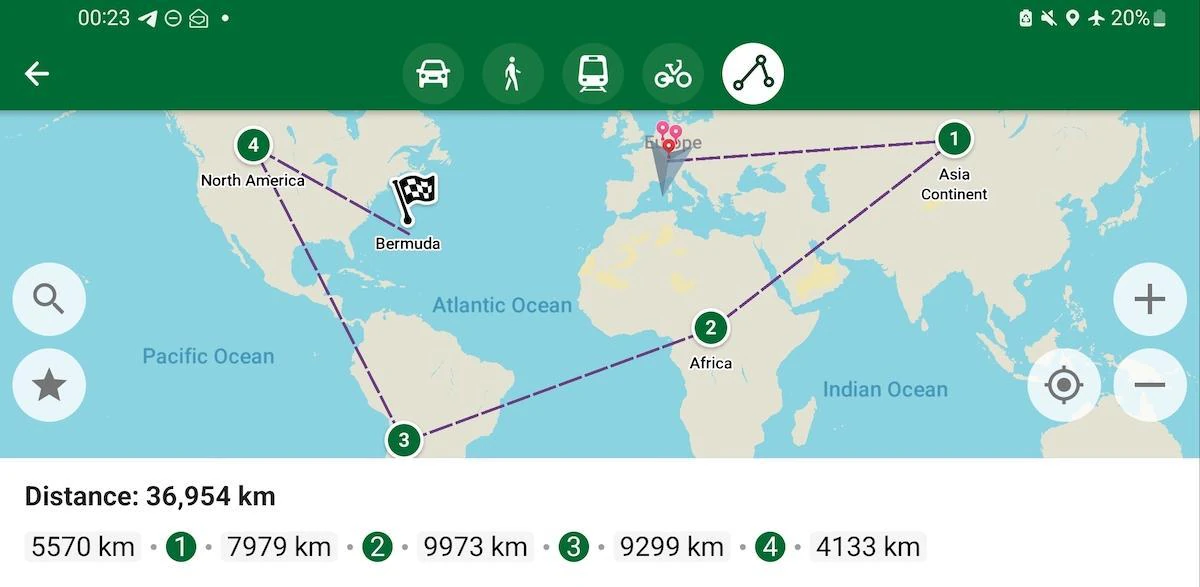 00:23
20%
Europe
4
1
North America
Asia
Continent
Bermuda
Atlantic Ocean
2
Pacific Ocean
Africa
Indian Ocean
3
Distance: 36,954 km
5570 km • 1 • 7979 km • 2 • 9973 km • 3 • 9299 km • 4 • 4133 km